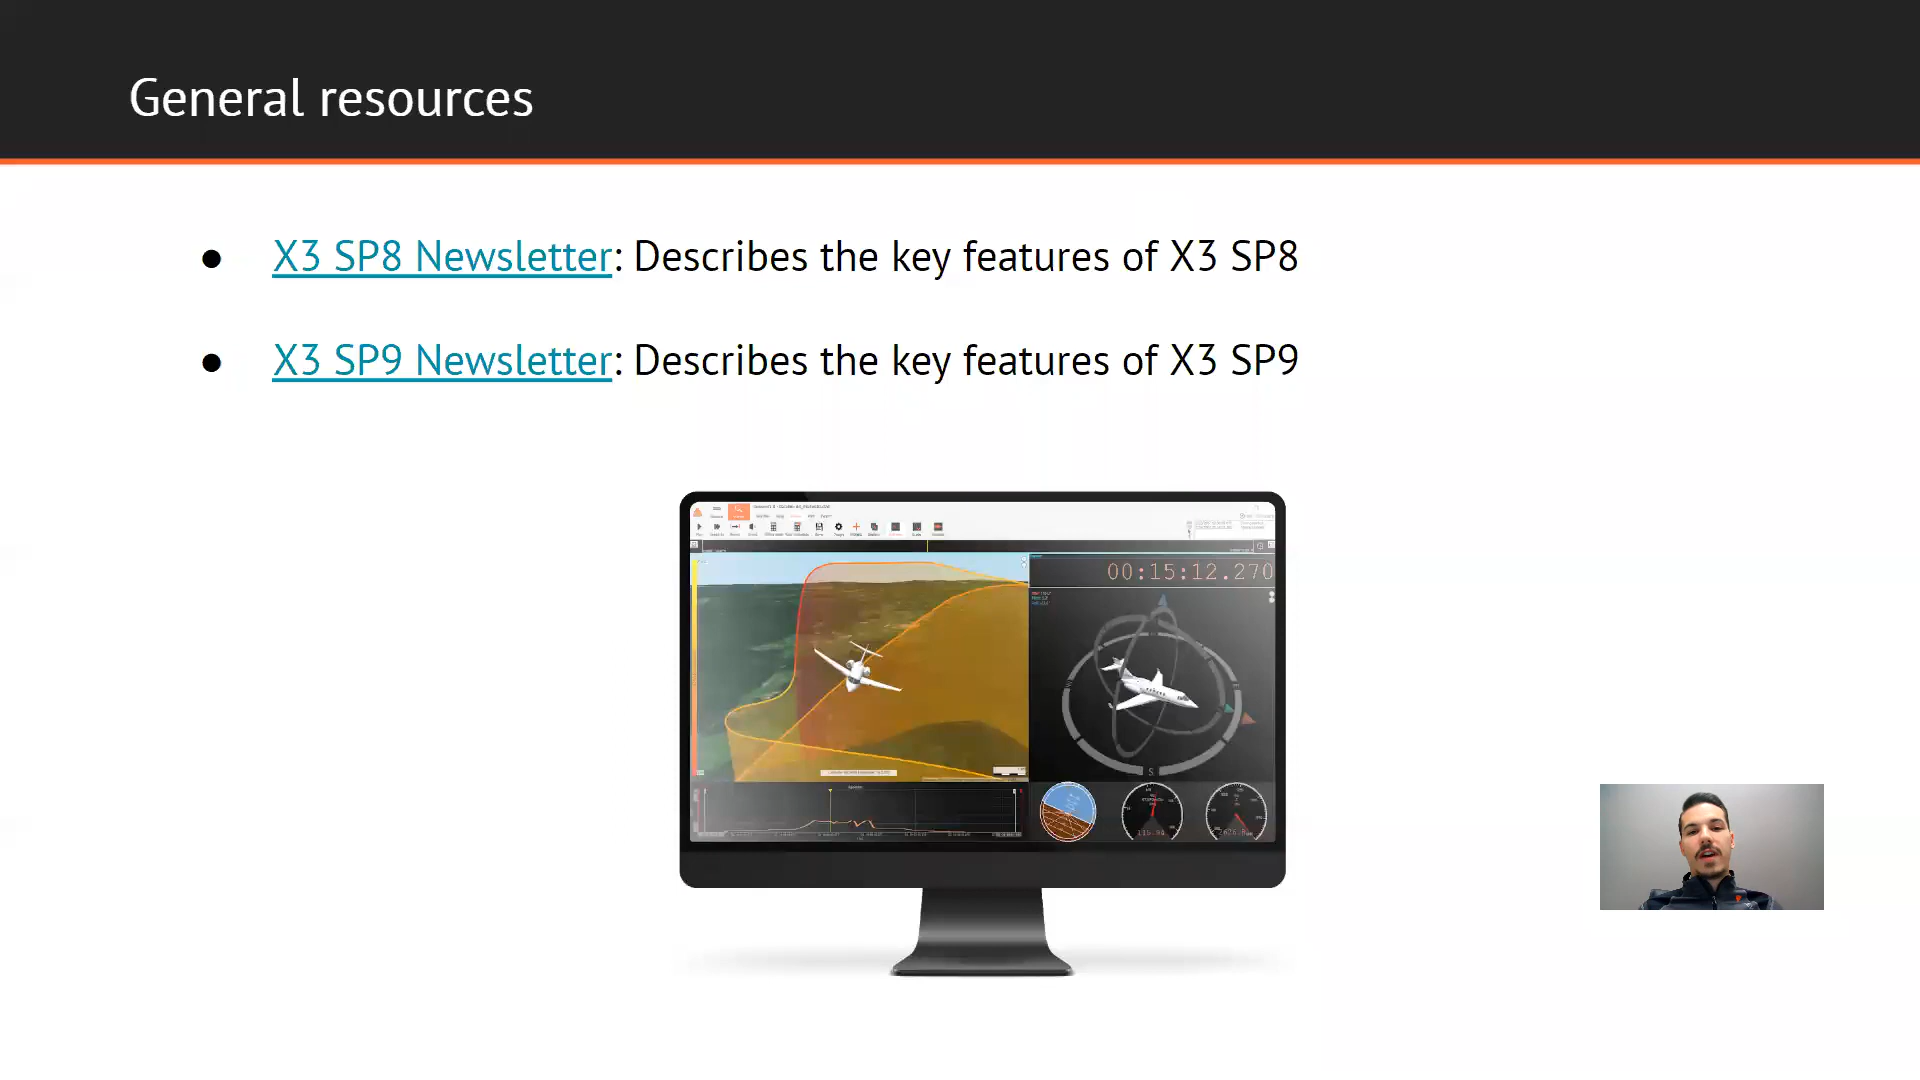 General resources
● X3 SP8 Newsletter: Describes the key features of X3 SP8
● X3 SP9 Newsletter: Describes the key features of X3 SP9
00:15:12.270
S